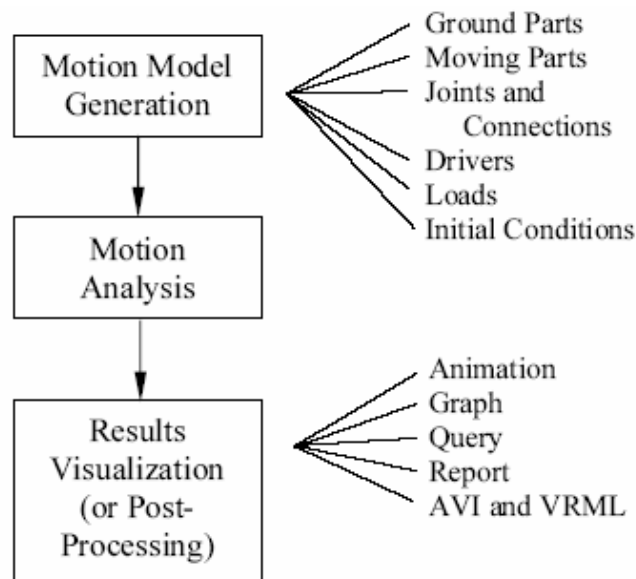 Motion Model
Generation
Ground Parts
Moving Parts
Joints and
Connections
Drivers
Loads
Initial Conditions
Motion
Analysis
Results
Visualization
(or Post-
Processing)
Animation
Graph
Query
Report
AVI and VRML